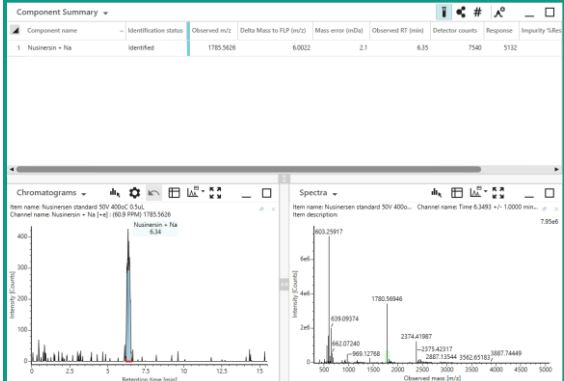 Component Summary
Component name Identification status Observed m/z Delta Mass to FLP (m/z) Mass error (mDa) Observed RT (min) Detector counts Response Impurity %Res
1 Nusinersin + Na Identified 1785.5626 6.0022 2.1 6.35 7540 5132
Chromatograms
Item name: Nusinersen standard 50V 400oC 0.5uL
Channel name: Nusinersin + Na [+e] : (60.9 PPM) 1785.5626
Nusinersin + Na
6.34
400
300
200
100
0
Intensity [Counts]
0 2.5 5 7.5 10 12.5 15
Retention time [min]
Spectra
Item name: Nusinersen standard 50V 400o... Channel name: Time 6.3493 +/- 1.0000 min...
Item description:
7.95e6
603.25917
6e6
1780.56946
4e6
639.09374
2374.41987
2e6
2375.42317
662.07240
969.12768
2887.13544
3562.65183
3887.74449
0
Intensity [Counts]
500 1000 1500 2000 2500 3000 3500 4000 4500 5000
Observed mass [m/z]